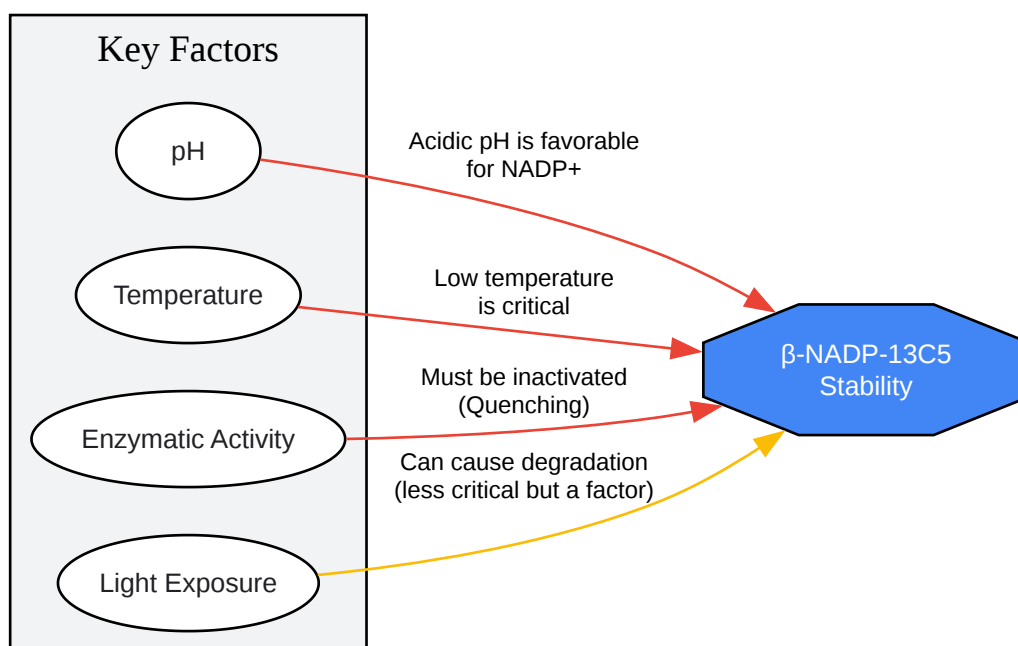 Key Factors
pH
Acidic pH is favorable
for NADP+
Temperature
Low temperature
is critical
Enzymatic Activity
Must be inactivated
(Quenching)
Light Exposure
Can cause degradation
(less critical but a factor)
β-NADP-13C5
Stability